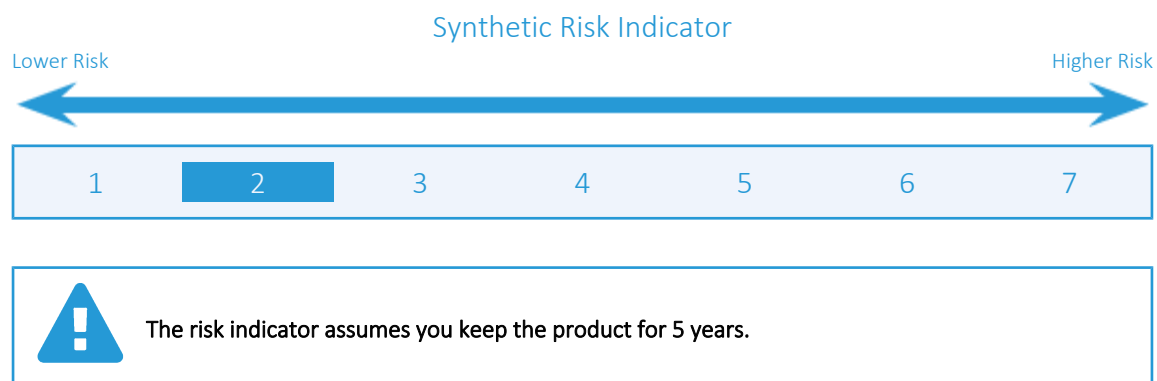 Synthetic Risk Indicator
Lower Risk Higher Risk
1 2 3 4 5 6 7
The risk indicator assumes you keep the product for 5 years.